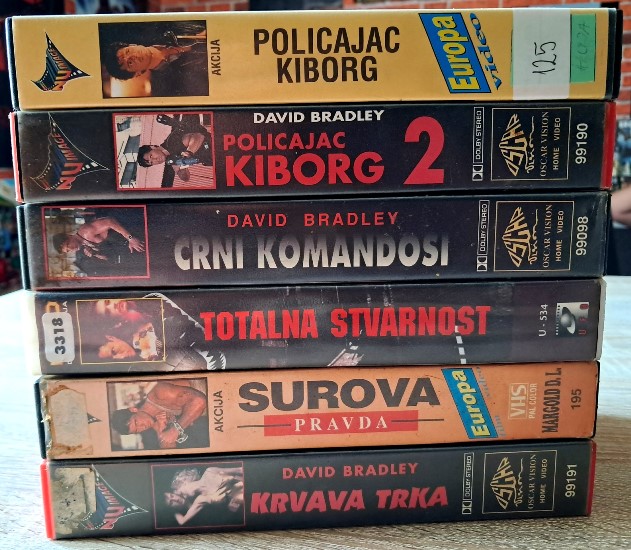 AKCIJA
POLICAJAC
KIBORG
Europa
video
125
DAVID BRADLEY
POLICAJAC
KIBORG 2
DOLBY STEREO
OSCAR VISION
HOME VIDEO
99190
DAVID BRADLEY
CRNI KOMANDOSI
DOLBY STEREO
OSCAR VISION
HOME VIDEO
99098
3318
TOTALNA STVARNOST
U - 534
AKCIJA
SUROVA
PRAVDA
Europa
VHS
PAL COLOR
MARGOLD D.J.
195
DAVID BRADLEY
KRVAVA TRKA
DOLBY STEREO
OSCAR VISION
HOME VIDEO
99191